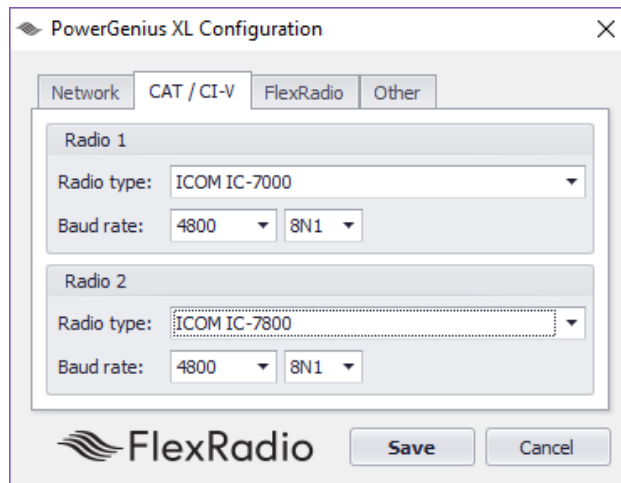 PowerGenius XL Configuration
Network CAT / CI-V FlexRadio Other
Radio 1
Radio type: ICOM IC-7000
Baud rate: 4800 8N1
Radio 2
Radio type: ICOM IC-7800
Baud rate: 4800 8N1
FlexRadio Save Cancel